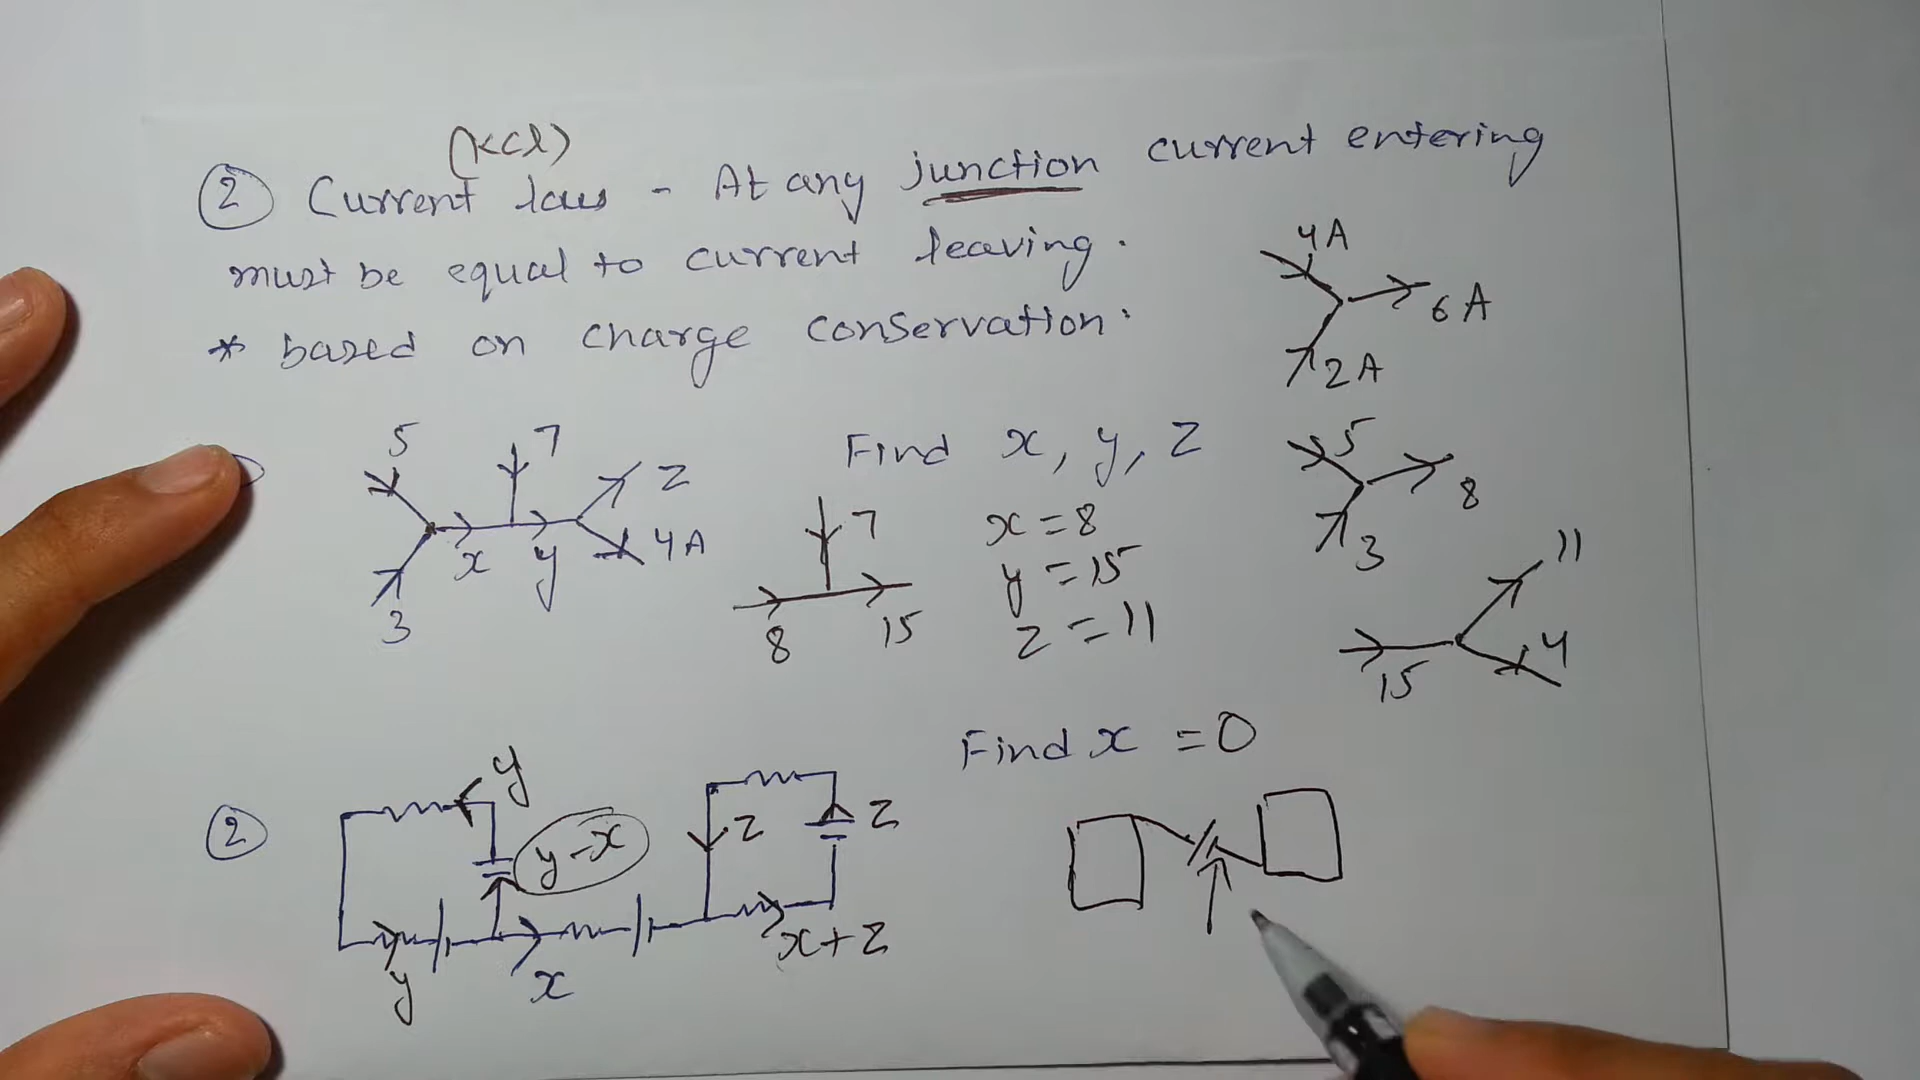 (KCL)
② Current law - At any junction current entering
must be equal to current leaving.
* based on charge conservation.
4A
6A
2A
5
7
z
4A
x
y
3
Find x, y, z
7
8
15
x = 8
y = 15
z = 11
5
8
3
11
4
15
Find x = 0
②
y
y-x
y
x
z
z
x+z